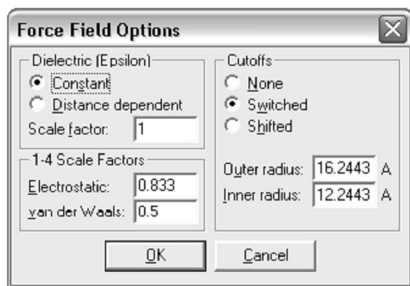 Force Field Options
Dielectric (Epsilon)
Constant
Distance dependent
Scale factor: 1
1-4 Scale Factors
Electrostatic: 0.833
van der Waals: 0.5
Cutoffs
None
Switched
Shifted
Outer radius: 16.2443 A
Inner radius: 12.2443 A
OK
Cancel